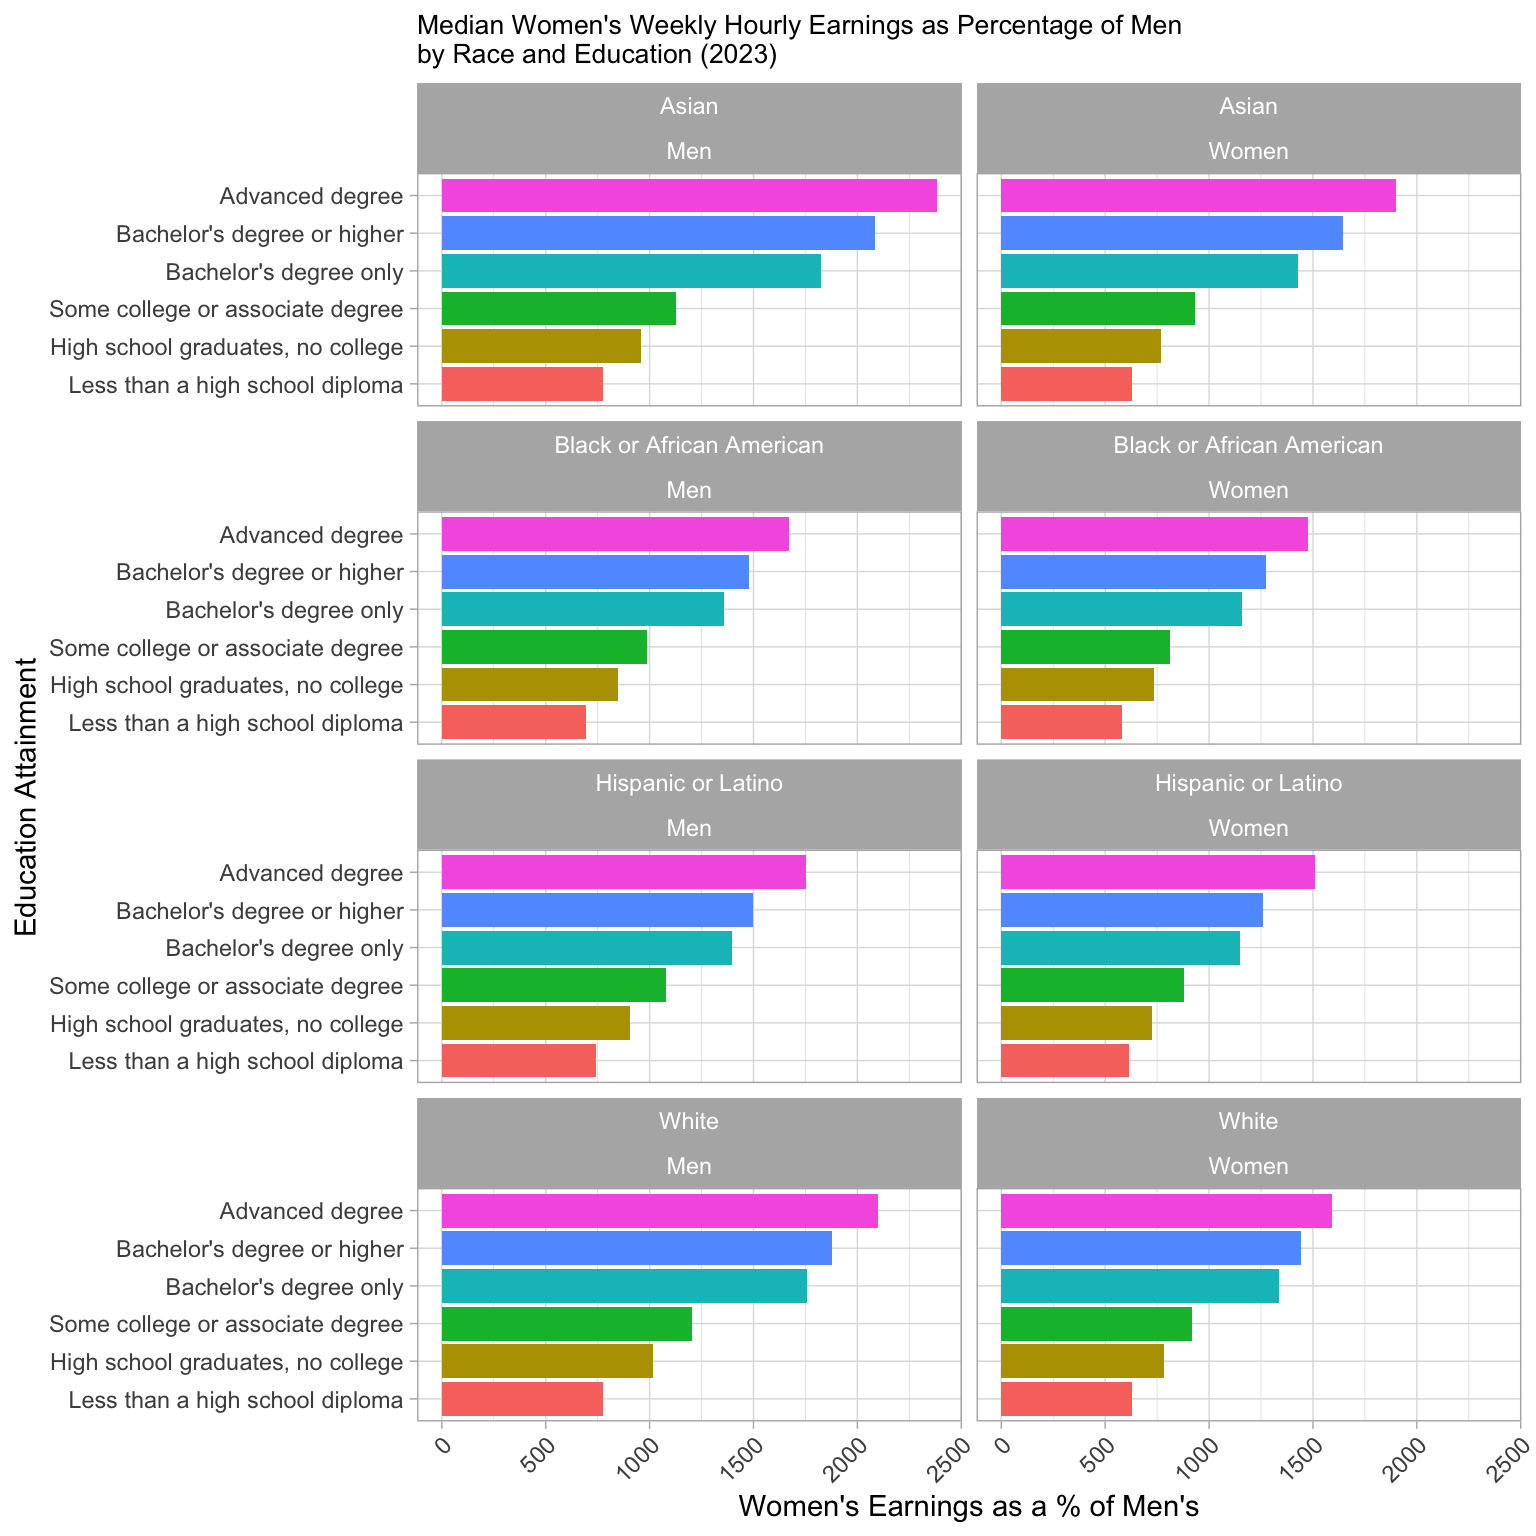 Median Women's Weekly Hourly Earnings as Percentage of Men
by Race and Education (2023)
Asian
Men
Asian
Women
Advanced degree
Bachelor's degree or higher
Bachelor's degree only
Some college or associate degree
High school graduates, no college
Less than a high school diploma
Black or African American
Men
Black or African American
Women
Advanced degree
Bachelor's degree or higher
Bachelor's degree only
Some college or associate degree
High school graduates, no college
Less than a high school diploma
Education Attainment
Hispanic or Latino
Men
Hispanic or Latino
Women
Advanced degree
Bachelor's degree or higher
Bachelor's degree only
Some college or associate degree
High school graduates, no college
Less than a high school diploma
White
Men
White
Women
Advanced degree
Bachelor's degree or higher
Bachelor's degree only
Some college or associate degree
High school graduates, no college
Less than a high school diploma
0 500 1000 1500 2000 2500
0 500 1000 1500 2000 2500
Women's Earnings as a % of Men's